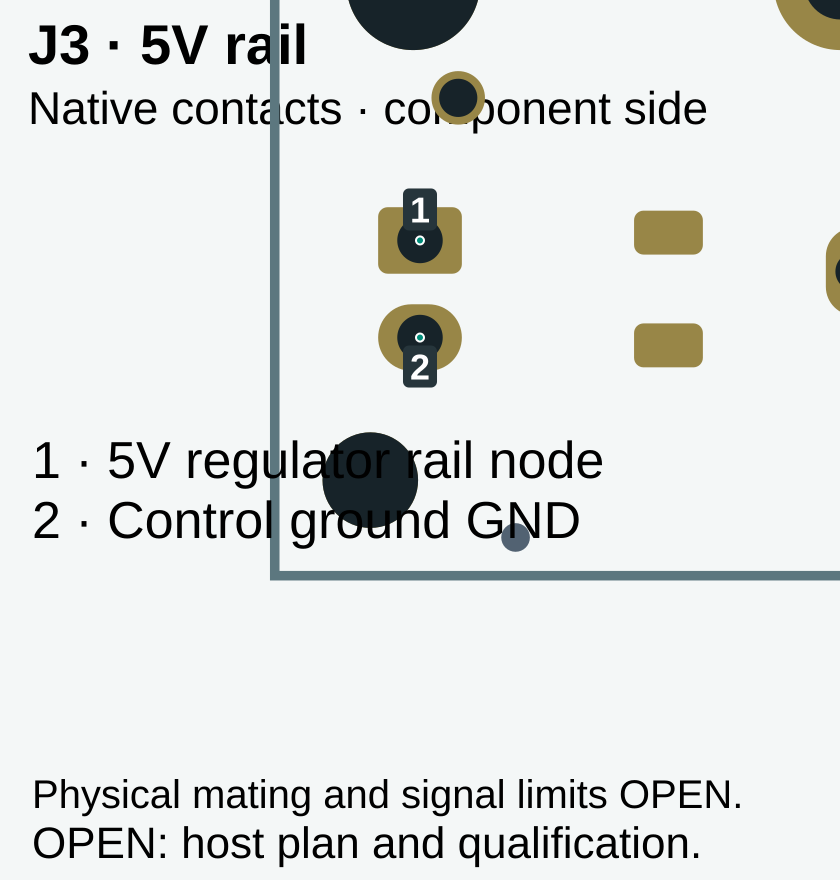 J3 · 5V rail
Native contacts · component side
1
2
1 · 5V regulator rail node
2 · Control ground GND
Physical mating and signal limits OPEN.
OPEN: host plan and qualification.